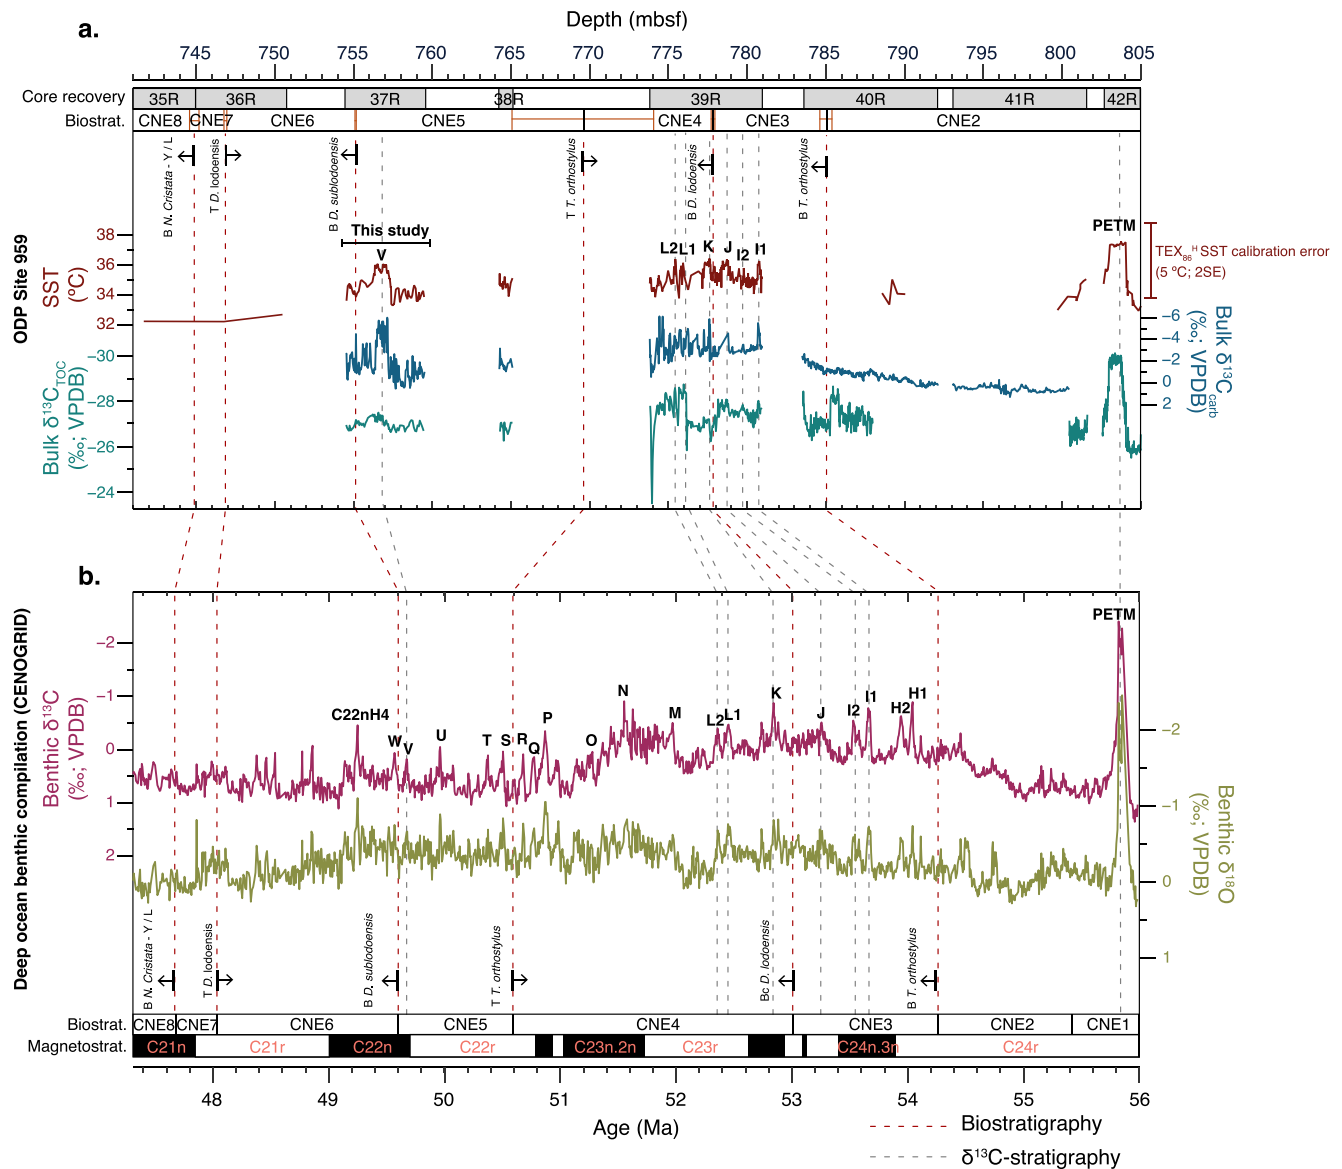 a.
Depth (mbsf)
745 750 755 760 765 770 775 780 785 790 795 800 805
Core recovery 35R 36R 37R 38R 39R 40R 41R 42R
Biostrat. CNE8 CNE7 CNE6 CNE5 CNE4 CNE3 CNE2
B N. Cristata - Y / L
T D. lodoensis
B D. sublodoensis
T T. orthostylus
B D. lodoensis
B T. orthostylus
ODP Site 959
SST
(ºC)
38
36
34
32
This study
V
L2 L1 K J I2 I1
PETM
TEX₈₆ᴴ SST calibration error
(5 ºC; 2SE)
Bulk δ¹³C_TOC
(‰; VPDB)
−30
−28
−26
−24
−6
−4
−2
0
2
Bulk δ¹³C_carb
(‰; VPDB)
b.
Deep ocean benthic compilation (CENOGRID)
Benthic δ¹³C
(‰; VPDB)
−2
−1
0
1
2
C22nH4 W V U T S R Q P O N M L2 L1 K J I2 I1 H2 H1
PETM
−2
−1
0
1
Benthic δ¹⁸O
(‰; VPDB)
B N. Cristata - Y / L
T D. lodoensis
B D. sublodoensis
T T. orthostylus
Bc D. lodoensis
B T. orthostylus
Biostrat. CNE8 CNE7 CNE6 CNE5 CNE4 CNE3 CNE2 CNE1
Magnetostrat. C21n C21r C22n C22r C23n.2n C23r C24n.3n C24r
48 49 50 51 52 53 54 55 56
Age (Ma)
Biostratigraphy
δ¹³C-stratigraphy